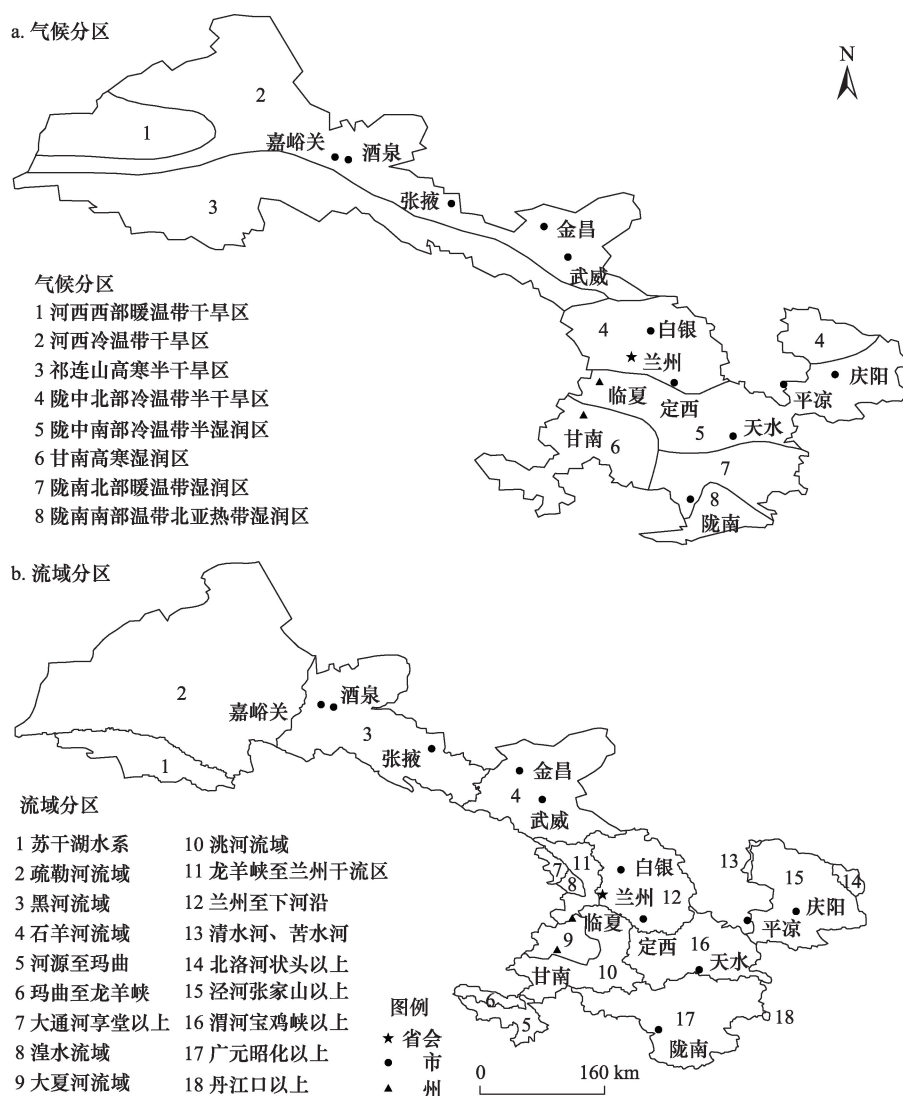 a. 气候分区
N
2
1
嘉峪关
酒泉
3
张掖
金昌
武威
气候分区
1 河西西部暖温带干旱区
2 河西冷温带干旱区
3 祁连山高寒半干旱区
4 陇中北部冷温带半干旱区
5 陇中南部冷温带半湿润区
6 甘南高寒湿润区
7 陇南北部暖温带湿润区
8 陇南南部温带北亚热带湿润区
4
白银
兰州
4
庆阳
平凉
临夏
定西
5
天水
甘南
6
7
8
陇南
b. 流域分区
2
嘉峪关
酒泉
3
张掖
1
金昌
4
武威
流域分区
1 苏干湖水系
2 疏勒河流域
3 黑河流域
4 石羊河流域
5 河源至玛曲
6 玛曲至龙羊峡
7 大通河享堂以上
8 湟水流域
9 大夏河流域
10 洮河流域
11 龙羊峡至兰州干流区
12 兰州至下河沿
13 清水河、苦水河
14 北洛河状头以上
15 泾河张家山以上
16 渭河宝鸡峡以上
17 广元昭化以上
18 丹江口以上
11
7
8
白银
兰州
12
13
15
14
庆阳
平凉
临夏
9
定西
16
天水
甘南
10
6
5
17
18
陇南
图例
省会
市
州
0 160 km